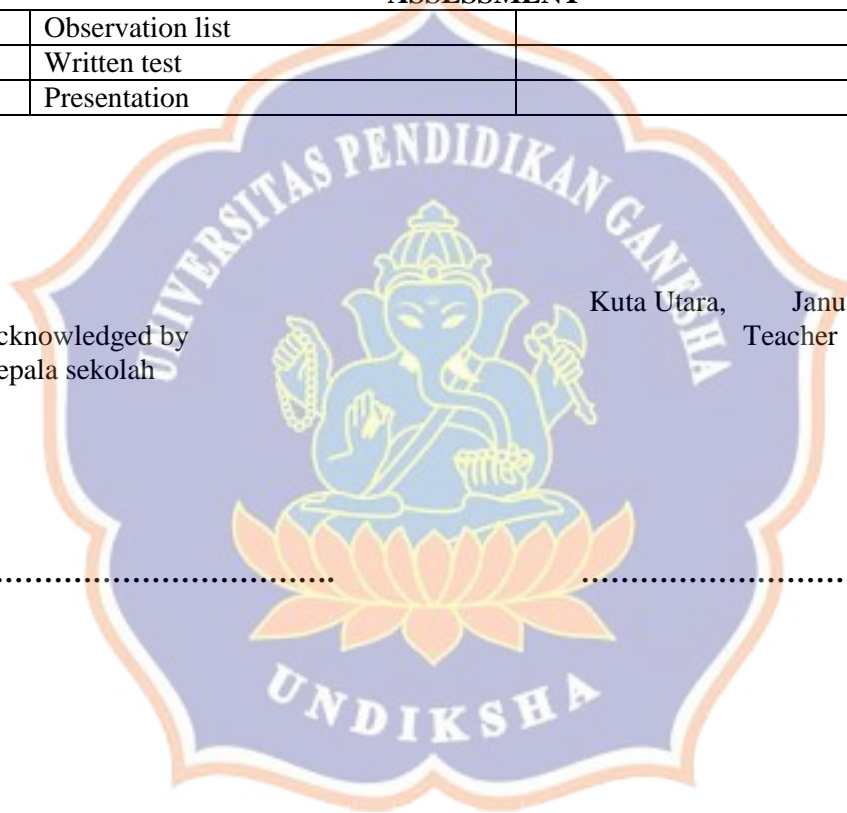 ASSESSMENT
Observation list
Written test
Presentation
UNIVERSITAS PENDIDIKAN GANESHA
Kuta Utara, Janu
cknowledged by Teacher
epala sekolah
………………………………. ……………………….
UNDIKSHA